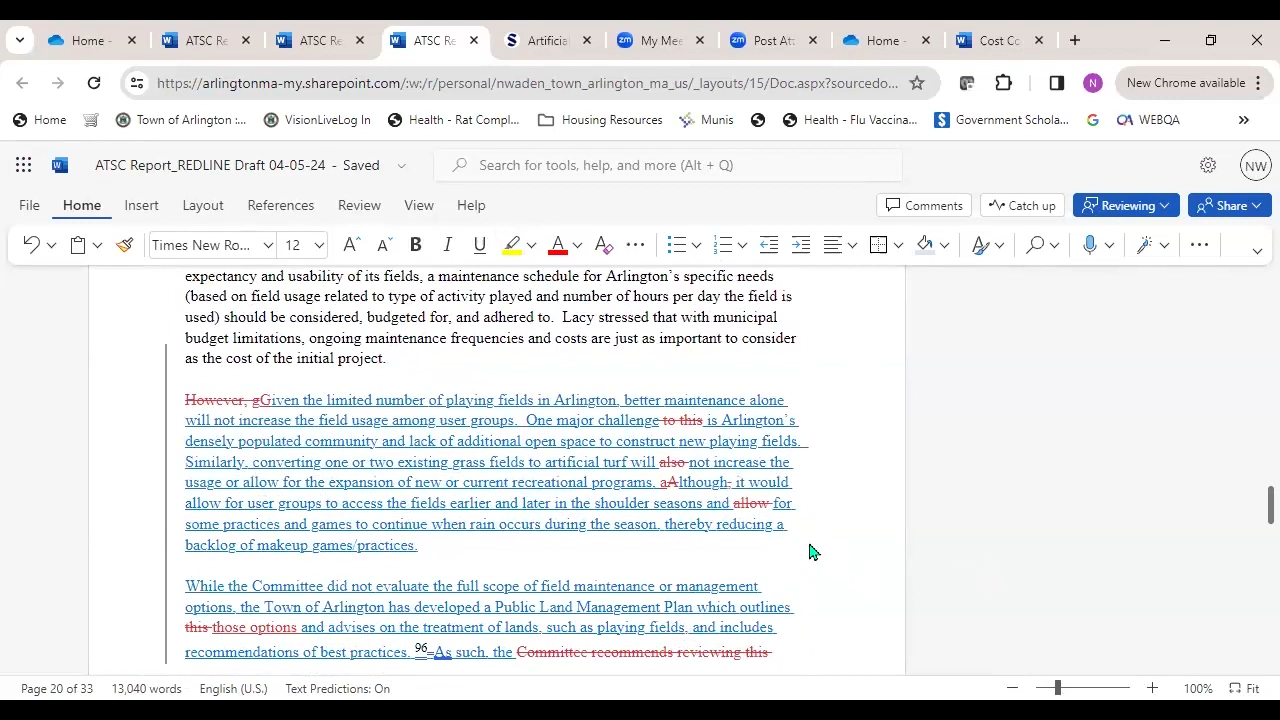 Home -
ATSC Re
ATSC Re
ATSC Re
Artificia
My Mee
Post Att
Home -
Cost Co
https://arlingtonma-my.sharepoint.com/:w:/r/personal/nwaden_town_arlington_ma_us/_layouts/15/Doc.aspx?sourcedo...
N
New Chrome available
Home
Town of Arlington :...
VisionLiveLog In
Health - Rat Compl...
Housing Resources
Munis
Health - Flu Vaccina...
Government Schola...
WEBQA
ATSC Report_REDLINE Draft 04-05-24 - Saved
Search for tools, help, and more (Alt + Q)
NW
File Home Insert Layout References Review View Help
Comments Catch up Reviewing Share
Times New Ro... 12
expectancy and usability of its fields, a maintenance schedule for Arlington's specific needs
(based on field usage related to type of activity played and number of hours per day the field is
used) should be considered, budgeted for, and adhered to. Lacy stressed that with municipal
budget limitations, ongoing maintenance frequencies and costs are just as important to consider
as the cost of the initial project.
However, gGiven the limited number of playing fields in Arlington, better maintenance alone
will not increase the field usage among user groups. One major challenge to this is Arlington's
densely populated community and lack of additional open space to construct new playing fields.
Similarly, converting one or two existing grass fields to artificial turf will also not increase the
usage or allow for the expansion of new or current recreational programs. aAlthough, it would
allow for user groups to access the fields earlier and later in the shoulder seasons and allow for
some practices and games to continue when rain occurs during the season, thereby reducing a
backlog of makeup games/practices.
While the Committee did not evaluate the full scope of field maintenance or management
options, the Town of Arlington has developed a Public Land Management Plan which outlines
this those options and advises on the treatment of lands, such as playing fields, and includes
recommendations of best practices. 96 As such, the Committee recommends reviewing this
Page 20 of 33 13,040 words English (U.S.) Text Predictions: On 100% Fit